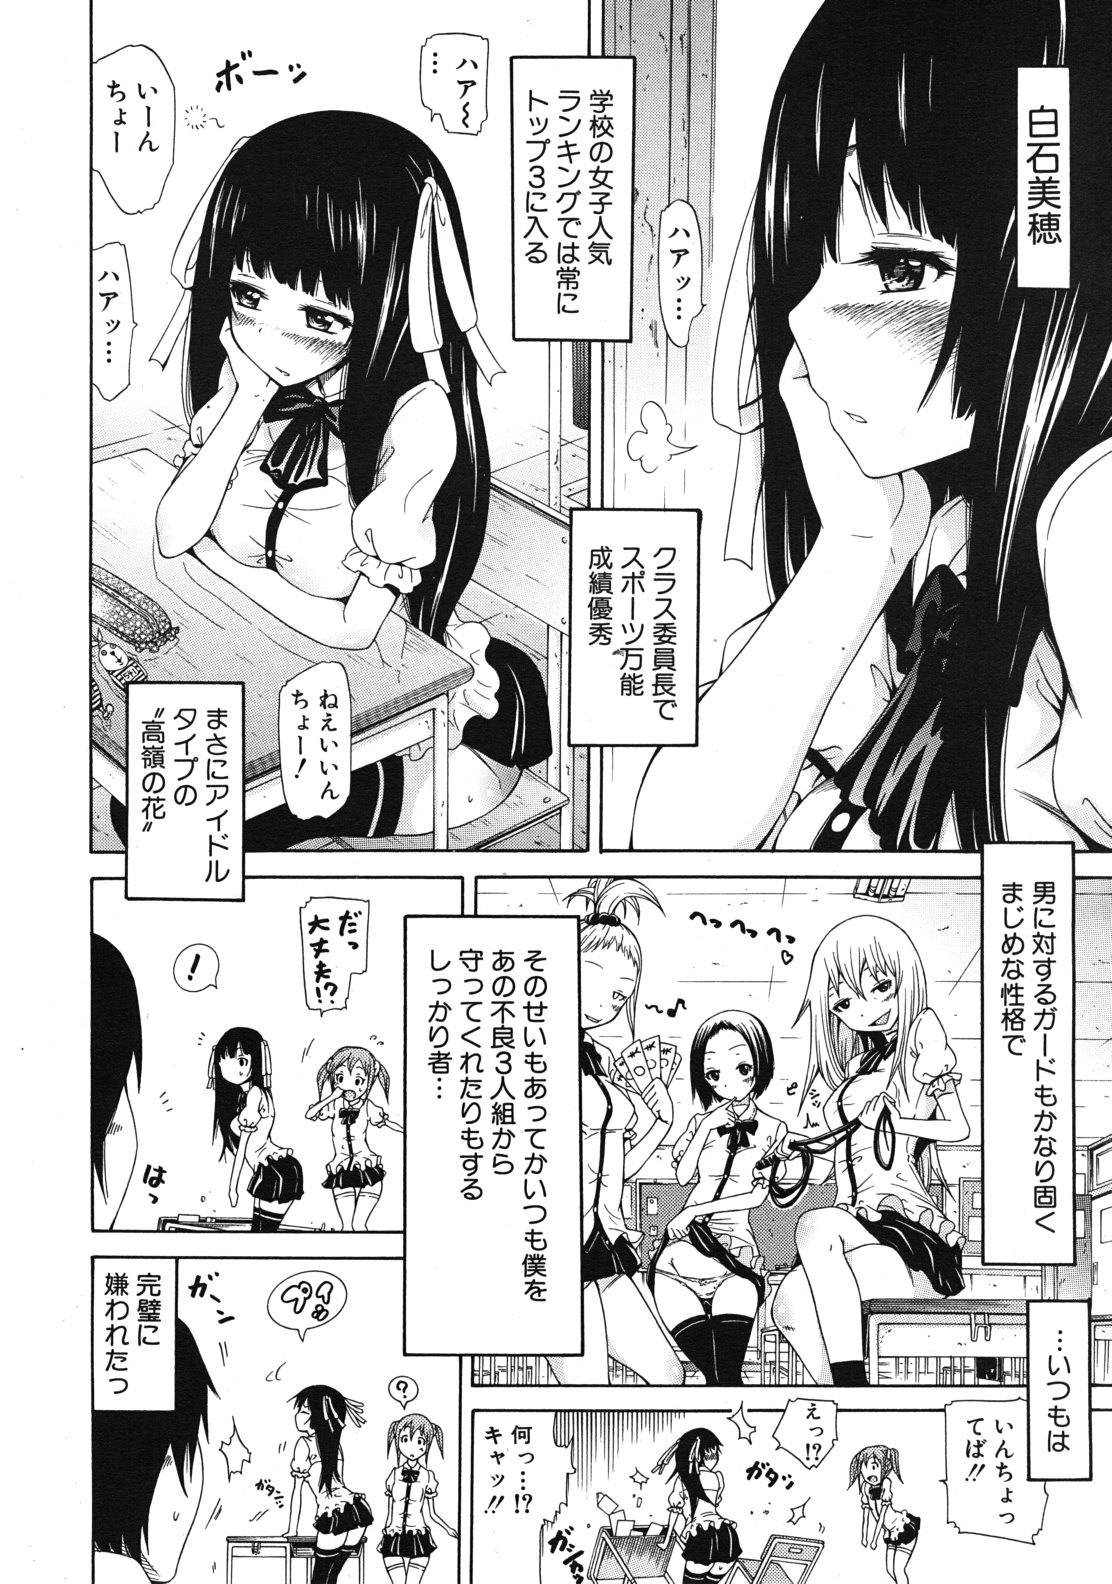 白石美穂
学校の女子人気
ランキングでは常に
トップ3に入る
ハアッ…
クラス委員長で
スポーツ万能
成績優秀
ハア〜
…
ボーッ
いーん
ちょー
ハアッ…
ねえいいん
ちょー!
まさにアイドル
タイプの
〝高嶺の花〟
男に対するガードもかなり固く
まじめな性格で
へっへっへっ♡
そのせいもあってかいつも僕を
あの不良3人組から
守ってくれたりもする
しっかり者…
だっ
大丈夫!?
!
はっ
…いつもは
いんちょっ
てば!!
えっ!?
ガタッ
ガシャッ
何っ…!?
キャッ!!
?
プイっ
ガタンッ
ガーン
完璧に
嫌われたっ